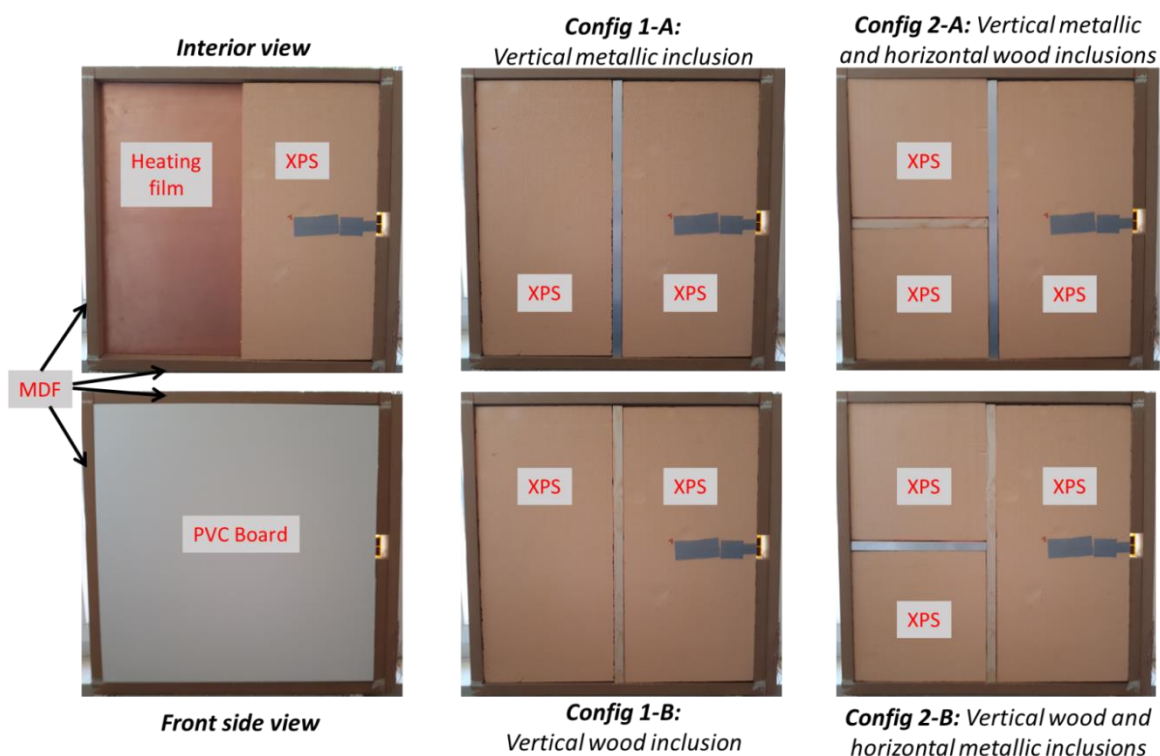 Interior view
Config 1-A:
Vertical metallic inclusion
Config 2-A: Vertical metallic
and horizontal wood inclusions
Heating
film
XPS
XPS
XPS
XPS
XPS
XPS
MDF
PVC Board
XPS
XPS
XPS
XPS
XPS
Front side view
Config 1-B:
Vertical wood inclusion
Config 2-B: Vertical wood and
horizontal metallic inclusions